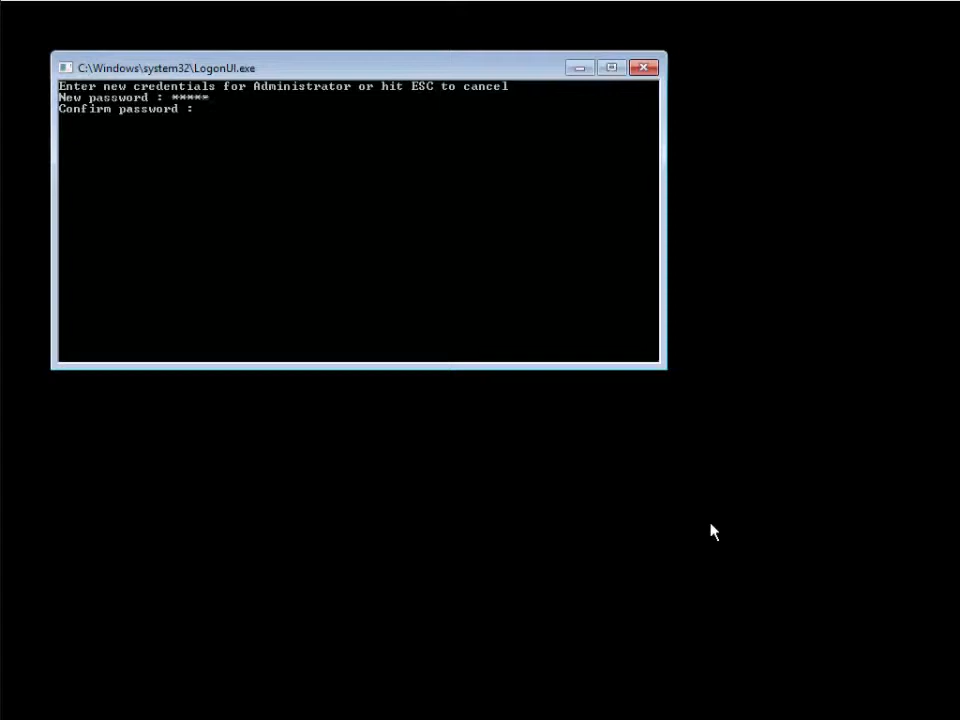 C:\Windows\system32\LogonUI.exe
Enter new credentials for Administrator or hit ESC to cancel
New password : *****
Confirm password :